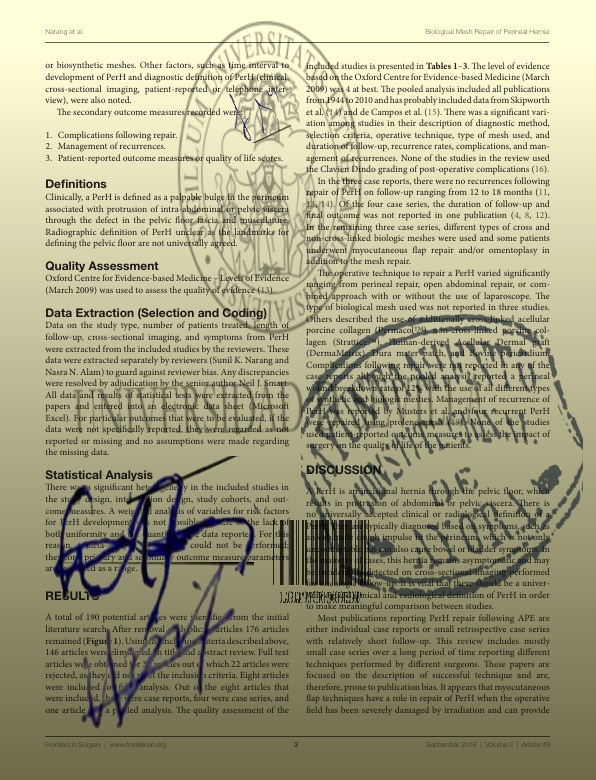 Narang et al.
Biological Mesh Repair of Perineal Hernia
or biosynthetic meshes. Other factors, such as time interval to
development of PerH and diagnostic definition of PerH (clinical,
cross-sectional imaging, patient-reported or telephone inter-
view), were also noted.
The secondary outcome measures recorded were:
1. Complications following repair.
2. Management of recurrences.
3. Patient-reported outcome measures or quality of life scores.
Definitions
Clinically, a PerH is defined as a palpable bulge in the perineum
associated with protrusion of intra-abdominal or pelvic viscera
through the defect in the pelvic floor fascia and musculature.
Radiographic definition of PerH unclear as the landmarks for
defining the pelvic floor are not universally agreed.
Quality Assessment
Oxford Centre for Evidence-based Medicine – Levels of Evidence
(March 2009) was used to assess the quality of evidence (13).
Data Extraction (Selection and Coding)
Data on the study type, number of patients treated, length of
follow-up, cross-sectional imaging, and symptoms from PerH
were extracted from the included studies by the reviewers. These
data were extracted separately by reviewers (Sunil K. Narang and
Nasra N. Alam) to guard against reviewer bias. Any discrepancies
were resolved by adjudication by the senior author Neil J. Smart.
All data and results of statistical tests were extracted from the
papers and entered into an electronic data sheet (Microsoft
Excel). For particular outcomes that were to be evaluated, if the
data were not specifically reported, they were regarded as not
reported or missing and no assumptions were made regarding
the missing data.
Statistical Analysis
There was significant heterogeneity in the included studies in
the study design, intervention design, study cohorts, and out-
come measures. A weighted analysis of variables for risk factors
for PerH development was not possible because of the lack of
both uniformity and data reported. For this
reason, a meta- could not be performed;
the primary and secondary outcome measure parameters
are as a range.
RESULTS
A total of 190 potential articles were identified from the initial
literature search. After removal of duplicate articles 176 articles
remained (Figure 1). Using the inclusion criteria described above,
146 articles were eliminated in title and abstract review. Full text
articles were obtained for 30 articles out of which 22 articles were
rejected, as they did not meet the inclusion criteria. Eight articles
were included for final analysis. Out of the eight articles that
were included, three were case reports, four were case series, and
one article was a pooled analysis. The quality assessment of the
included studies is presented in Tables 1–3. The level of evidence
based on the Oxford Centre for Evidence-based Medicine (March
2009) was 4 at best. The pooled analysis included all publications
from 1944 to 2010 and has probably included data from Skipworth
et al. (14) and de Campos et al. (15). There was a significant vari-
ation among studies in their description of diagnostic method,
selection criteria, operative technique, type of mesh used, and
duration of follow-up, recurrence rates, complications, and man-
agement of recurrences. None of the studies in the review used
the Clavien Dindo grading of post-operative complications (16).
In the three case reports, there were no recurrences following
repair of PerH on follow-up ranging from 12 to 18 months (11,
13, 14). Of the four case series, the duration of follow-up and
final outcome was not reported in one publication (4, 8, 12).
In the remaining three case series, different types of cross and
non-cross-linked biologic meshes were used and some patients
underwent myocutaneous flap repair and/or omentoplasy in
addition to the mesh repair.
The operative technique to repair a PerH varied significantly
ranging from perineal repair, open abdominal repair, or com-
bined approach with or without the use of laparoscope. The
type of biological mesh used was not reported in three studies.
Others described the use of additionally cross-linked acellular
porcine collagen (Permacol™), non-cross-linked porcine col-
lagen (Strattice™), Human-derived Acellular Dermal graft
(DermaMatrix), Dura mater patch, and Bovine pericardium.
Complications following repair were not reported in any of the
case reports although the pooled analysis reported a perineal
wound breakdown rate of 12% with the use of all different types
of synthetic and biologic meshes. Management of recurrence of
PerH was reported by Musters et al. and four recurrent PerH
were repaired using prolene mesh (19). None of the studies
used patient-reported outcome measures to assess the impact of
surgery on the quality of life of the patients.
DISCUSSION
A PerH is an incisional hernia through the pelvic floor, which
results in protrusion of abdominal or pelvic viscera. There is
no universally accepted clinical or radiological definition of a
PerH. They are typically diagnosed based on symptoms, such as
impulse in the perineum, which is not only
uncomfortable but can also cause bowel or bladder symptoms. In
the majority of cases, this hernia remains asymptomatic and may
be detected on cross-sectional imaging performed
for follow-up. It is vital that there should be a univer-
clinical and radiological definition of PerH in order
to make meaningful comparison between studies.
Most publications reporting PerH repair following APE are
either individual case reports or small retrospective case series
with relatively short follow-up. This review includes mostly
small case series over a long period of time reporting different
techniques performed by different surgeons. These papers are
focused on the description of successful technique and are,
therefore, prone to publication bias. It appears that myocutaneous
flap techniques have a role in repair of PerH when the operative
field has been severely damaged by irradiation and can provide
Frontiers in Surgery | www.frontiersin.org
3
September 2016 | Volume 3 | Article 49